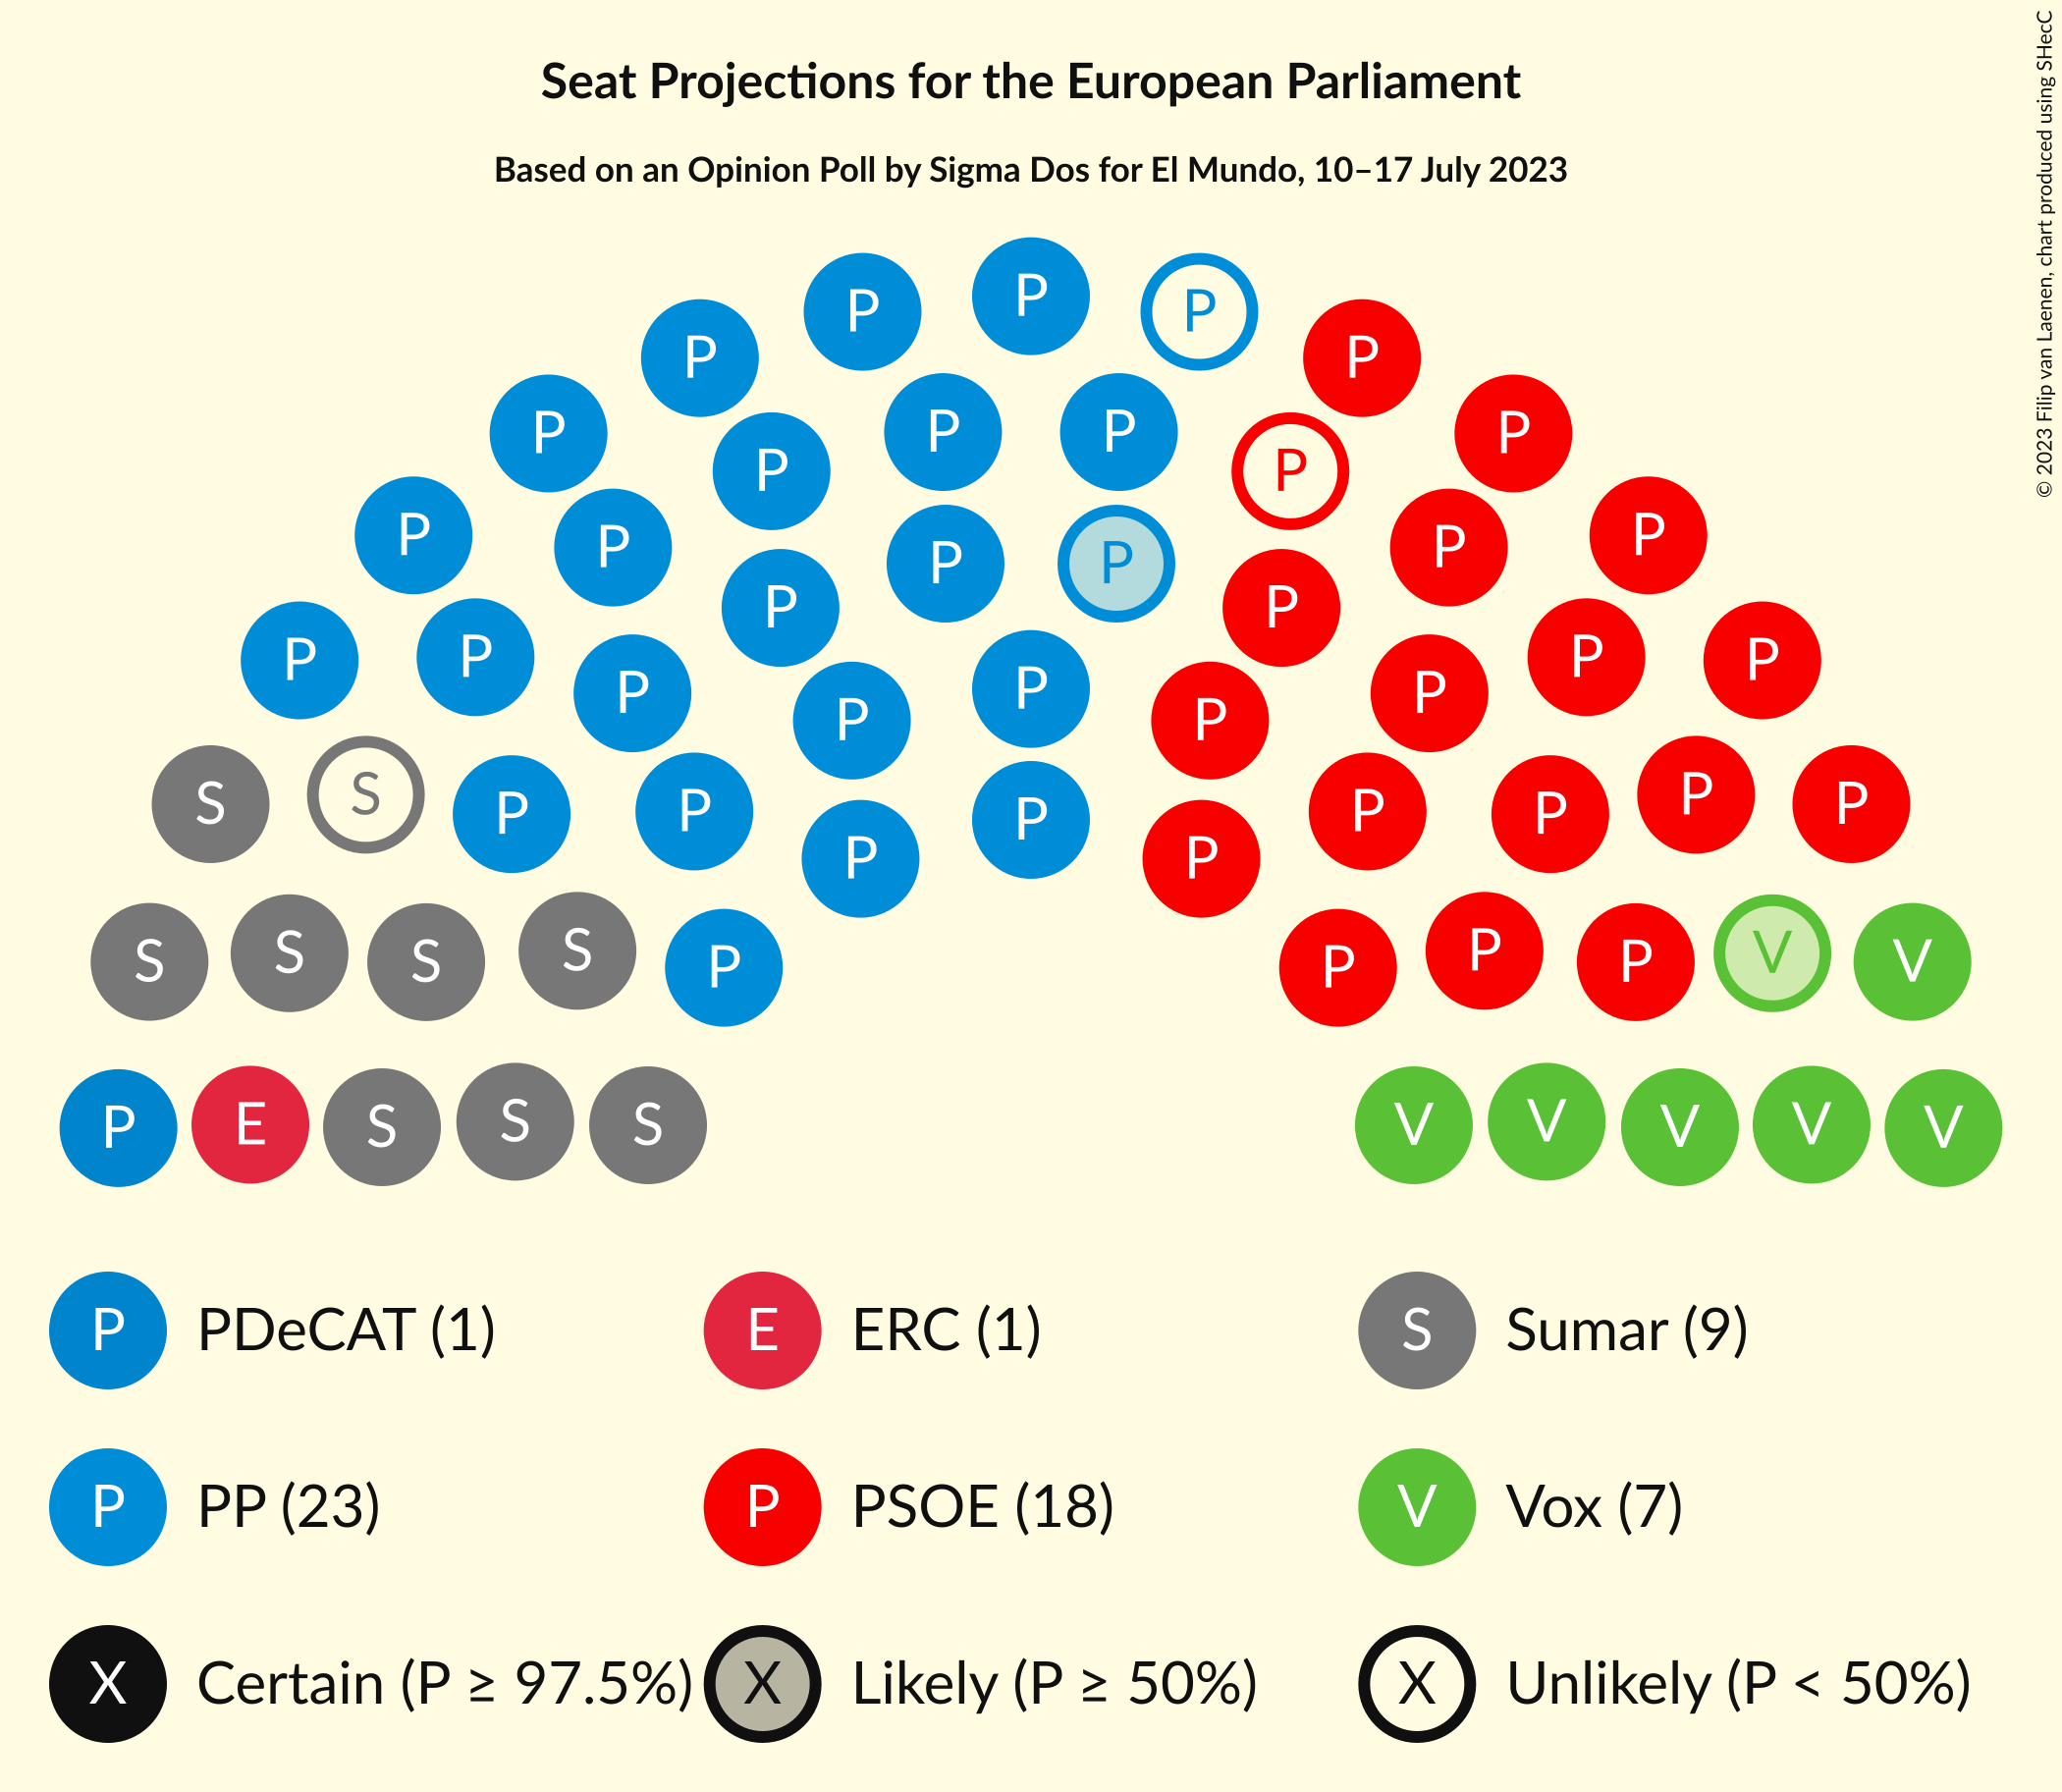 © 2023 Filip van Laenen, chart produced using SHecC
Seat Projections for the European Parliament
Based on an Opinion Poll by Sigma Dos for El Mundo, 10–17 July 2023
P P P
P P
P P P P
P P
P P P P P P
P P
P P P P P P P
P P
S S P P P P P P P
P P
S S S S P P P P V V
P E S S S V V V V V
P PDeCAT (1) E ERC (1) S Sumar (9)
P PP (23) P PSOE (18) V Vox (7)
X Certain (P ≥ 97.5%) X Likely (P ≥ 50%) X Unlikely (P < 50%)